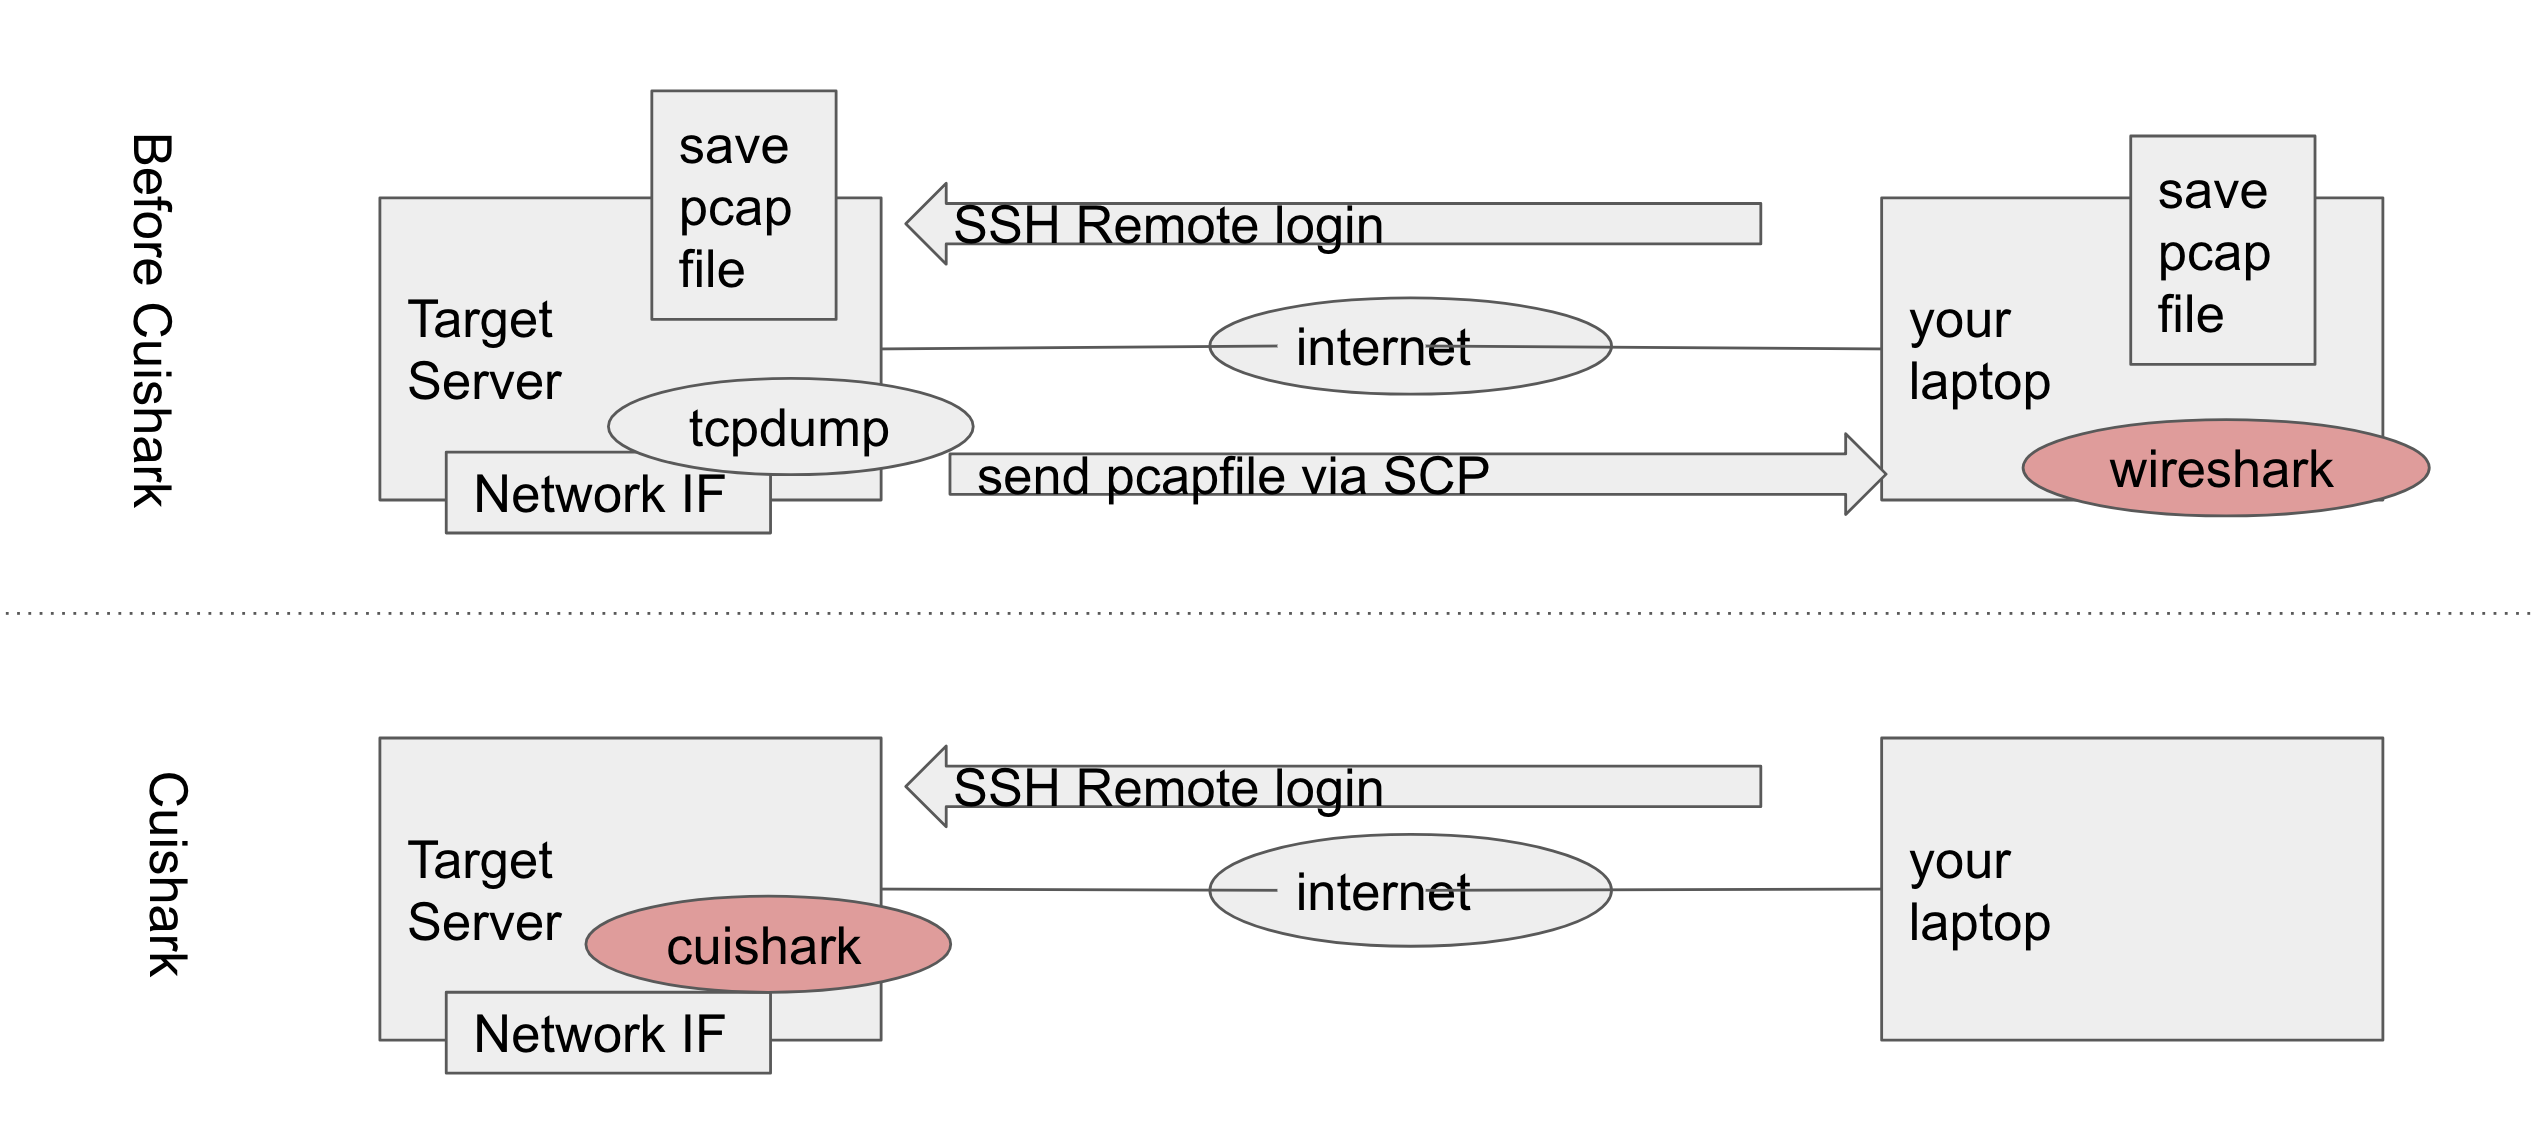 Before Cuishark
save
pcap
file
Target
Server
tcpdump
Network IF
SSH Remote login
internet
send pcapfile via SCP
save
pcap
file
your
laptop
wireshark
Cuishark
Target
Server
cuishark
Network IF
SSH Remote login
internet
your
laptop